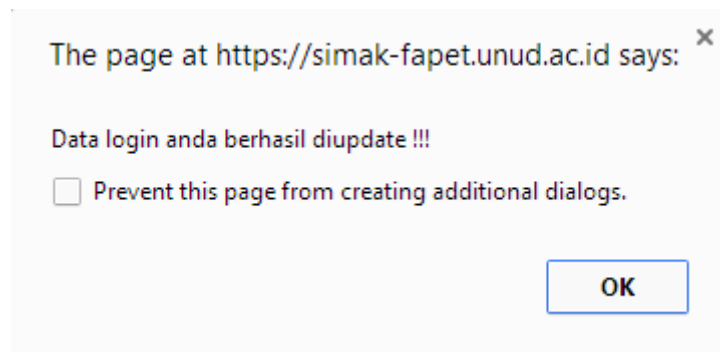 The page at https://simak-fapet.unud.ac.id says:
Data login anda berhasil diupdate !!!
Prevent this page from creating additional dialogs.
OK